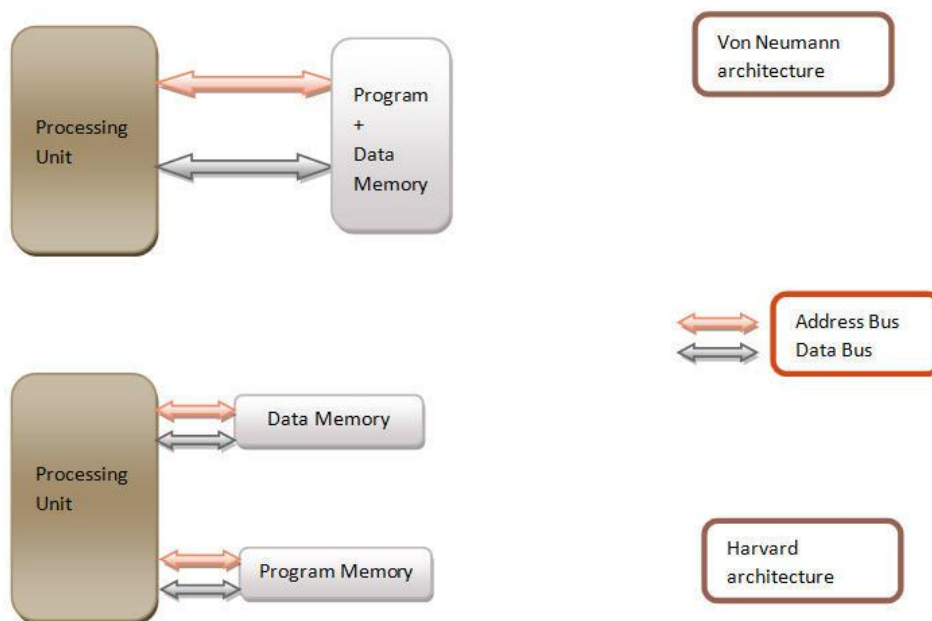 Processing
Unit
Program
+
Data
Memory
Von Neumann
architecture
Address Bus
Data Bus
Processing
Unit
Data Memory
Program Memory
Harvard
architecture